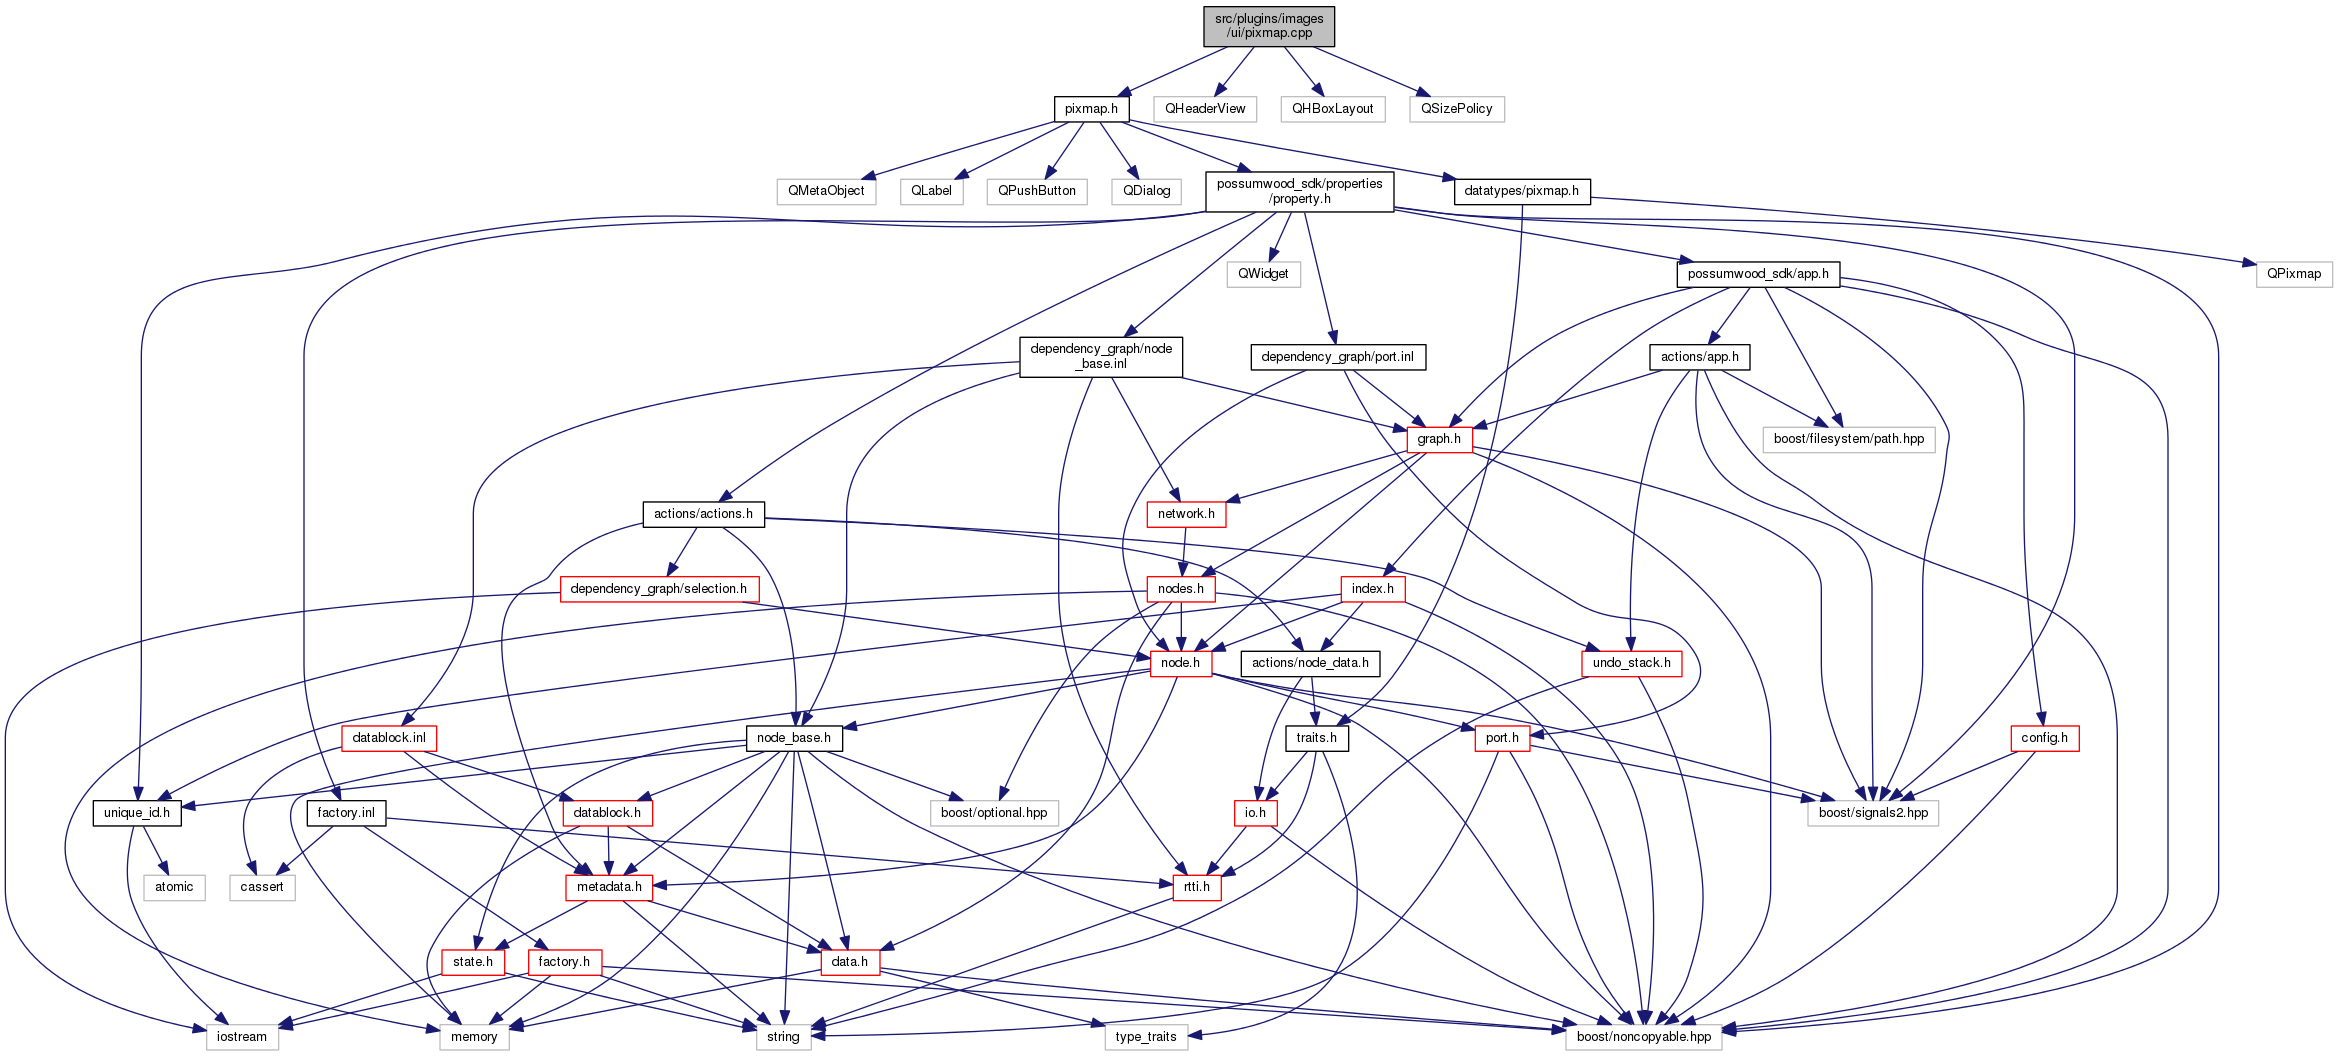 src/plugins/images
/ui/pixmap.cpp
pixmap.h
QHeaderView
QHBoxLayout
QSizePolicy
QMetaObject
QLabel
QPushButton
QDialog
possumwood_sdk/properties
/property.h
datatypes/pixmap.h
QWidget
possumwood_sdk/app.h
QPixmap
dependency_graph/node
_base.inl
dependency_graph/port.inl
actions/app.h
graph.h
boost/filesystem/path.hpp
actions/actions.h
network.h
dependency_graph/selection.h
nodes.h
index.h
node.h
actions/node_data.h
undo_stack.h
datablock.inl
node_base.h
traits.h
port.h
config.h
unique_id.h
factory.inl
datablock.h
boost/optional.hpp
io.h
boost/signals2.hpp
atomic
cassert
metadata.h
rtti.h
state.h
factory.h
data.h
iostream
memory
string
type_traits
boost/noncopyable.hpp